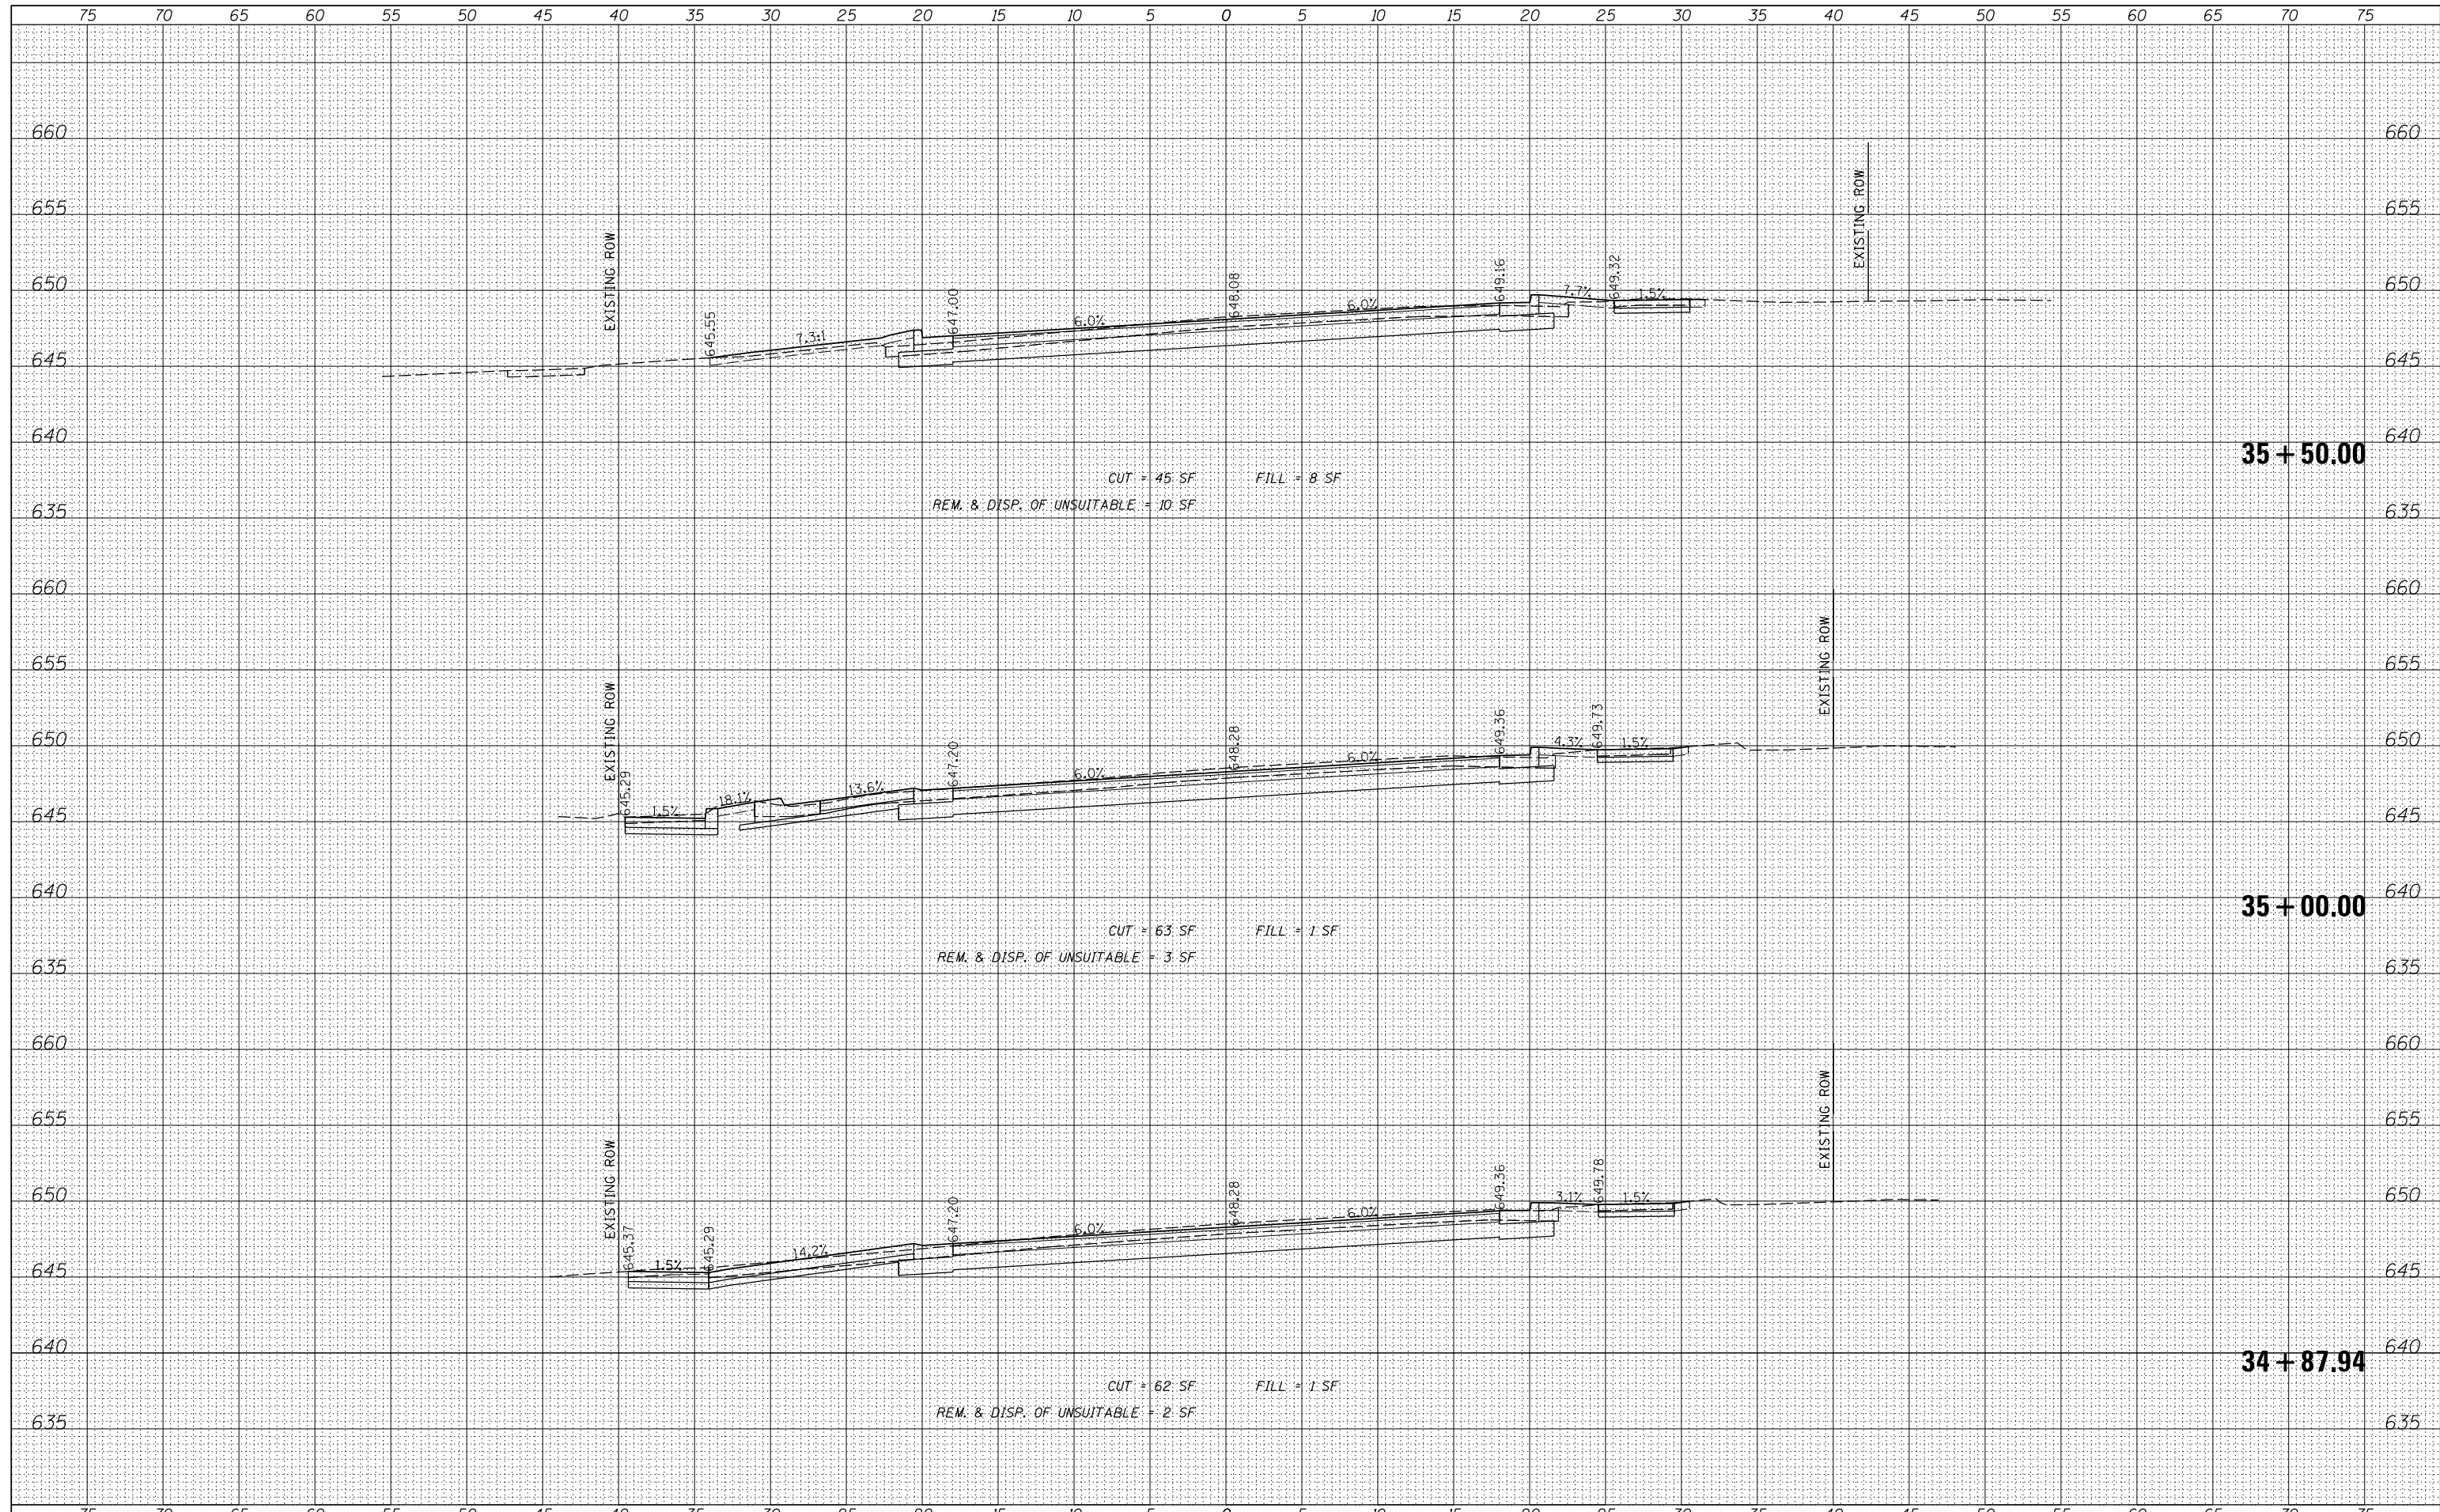 75 70 65 60 55 50 45 40 35 30 25 20 15 10 5 0 5 10 15 20 25 30 35 40 45 50 55 60 65 70 75
660 660
655 655
EXISTING ROW EXISTING ROW
650 650
645.55 7.3:1 647.00 6.0% 648.08 6.0% 649.16 7.7% 649.32 1.5%
645 645
640 640
35+50.00
CUT = 45 SF FILL = 8 SF
REM. & DISP. OF UNSUITABLE = 10 SF
635 635
660 660
EXISTING ROW EXISTING ROW
655 655
650 650
645.29 1.5% 18.1% 13.6% 647.20 6.0% 648.28 6.0% 649.36 4.3% 649.73 1.5%
645 645
640 640
35+00.00
CUT = 63 SF FILL = 1 SF
REM. & DISP. OF UNSUITABLE = 3 SF
635 635
660 660
EXISTING ROW EXISTING ROW
655 655
650 650
645.37 1.5% 645.29 14.2% 647.20 6.0% 648.28 6.0% 649.36 3.1% 649.78 1.5%
645 645
640 640
34+87.94
CUT = 62 SF FILL = 1 SF
REM. & DISP. OF UNSUITABLE = 2 SF
635 635